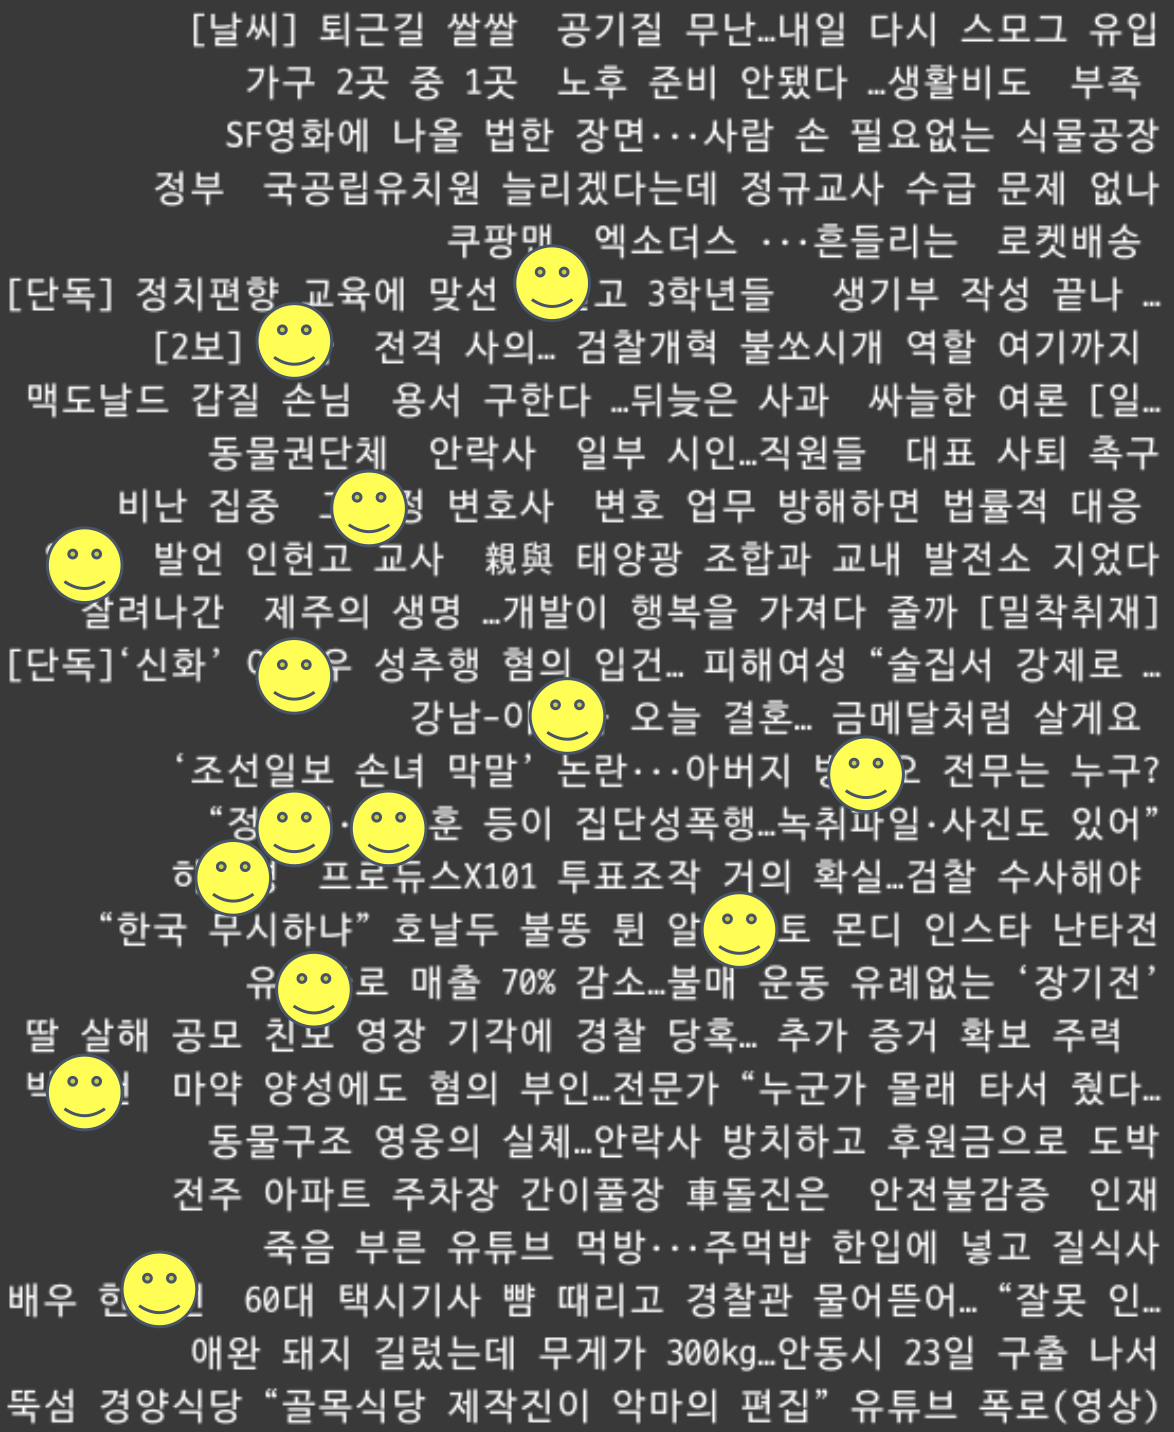 [날씨] 퇴근길 쌀쌀 공기질 무난…내일 다시 스모그 유입
가구 2곳 중 1곳 노후 준비 안됐다 …생활비도 부족
SF영화에 나올 법한 장면···사람 손 필요없는 식물공장
정부 국공립유치원 늘리겠다는데 정규교사 수급 문제 없나
쿠팡맨 엑소더스 ···흔들리는 로켓배송
[단독] 정치편향 교육에 맞선 3학년들 생기부 작성 끝나 …
[2보] 전격 사의… 검찰개혁 불쏘시개 역할 여기까지
맥도날드 갑질 손님 용서 구한다 …뒤늦은 사과 싸늘한 여론 [일…
동물권단체 안락사 일부 시인…직원들 대표 사퇴 촉구
비난 집중 변호사 변호 업무 방해하면 법률적 대응
발언 인헌고 교사 親與 태양광 조합과 교내 발전소 지었다
잘려나간 제주의 생명 …개발이 행복을 가져다 줄까 [밀착취재]
[단독]‘신화’ 성추행 혐의 입건… 피해여성 “술집서 강제로 …
오늘 결혼… 금메달처럼 살게요
‘조선일보 손녀 막말’ 논란···아버지 전무는 누구?
등이 집단성폭행…녹취파일·사진도 있어”
프로듀스X101 투표조작 거의 확실…검찰 수사해야
“한국 무시하냐” 호날두 불똥 튄 몬디 인스타 난타전
매출 70% 감소…불매 운동 유례없는 ‘장기전’
딸 살해 공모 친모 영장 기각에 경찰 당혹… 추가 증거 확보 주력
마약 양성에도 혐의 부인…전문가 “누군가 몰래 타서 줬다…
동물구조 영웅의 실체…안락사 방치하고 후원금으로 도박
전주 아파트 주차장 간이풀장 車돌진은 안전불감증 인재
죽음 부른 유튜브 먹방···주먹밥 한입에 넣고 질식사
배우 60대 택시기사 뺨 때리고 경찰관 물어뜯어… “잘못 인…
애완 돼지 길렀는데 무게가 300kg…안동시 23일 구출 나서
뚝섬 경양식당 “골목식당 제작진이 악마의 편집” 유튜브 폭로(영상)